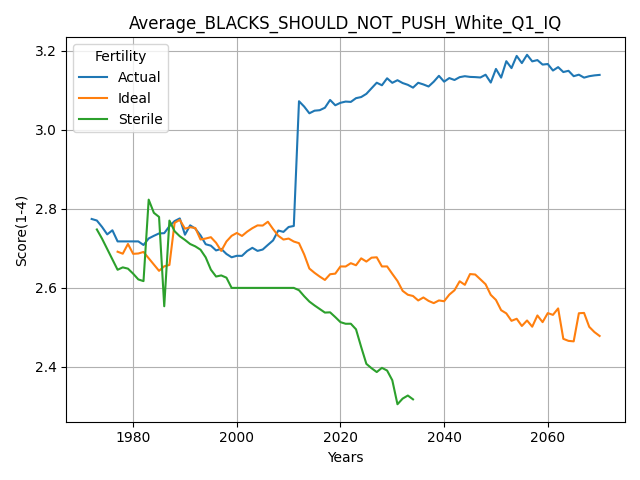 Average_BLACKS_SHOULD_NOT_PUSH_White_Q1_IQ
Fertility
Actual
Ideal
Sterile
Score(1-4)
3.2
3.0
2.8
2.6
2.4
1980 2000 2020 2040 2060
Years